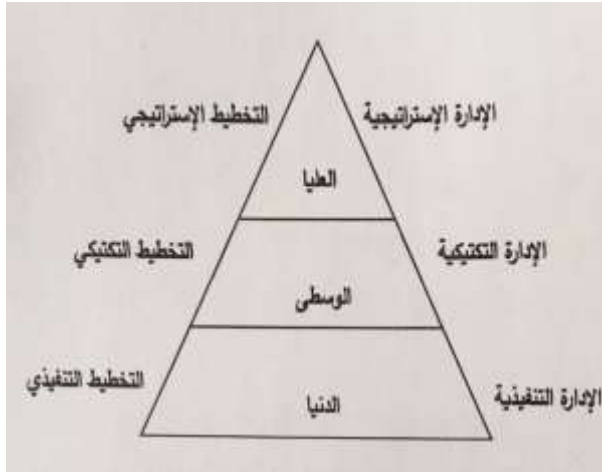 الإدارة الإستراتيجية
التخطيط الإستراتيجي
العليا
الإدارة التكتيكية
التخطيط التكتيكي
الوسطى
الإدارة التنفيذية
التخطيط التنفيذي
الدنيا